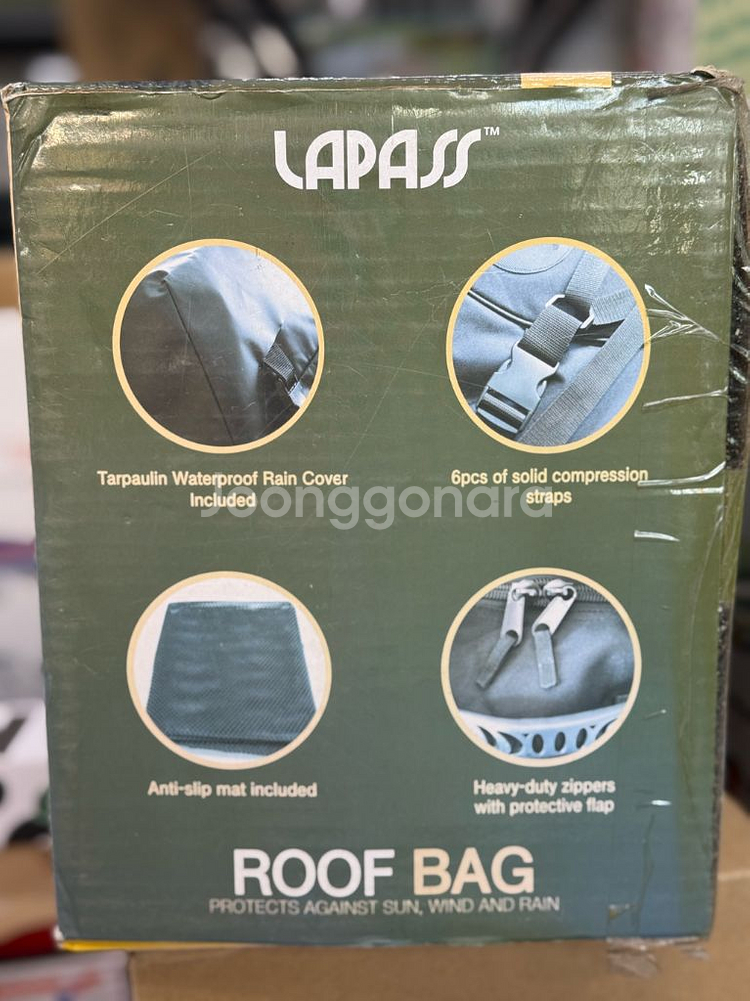 LAPASS™
Tarpaulin Waterproof Rain Cover
Included
6pcs of solid compression
straps
Joonggonara
Anti-slip mat included
Heavy-duty zippers
with protective flap
ROOF BAG
PROTECTS AGAINST SUN, WIND AND RAIN